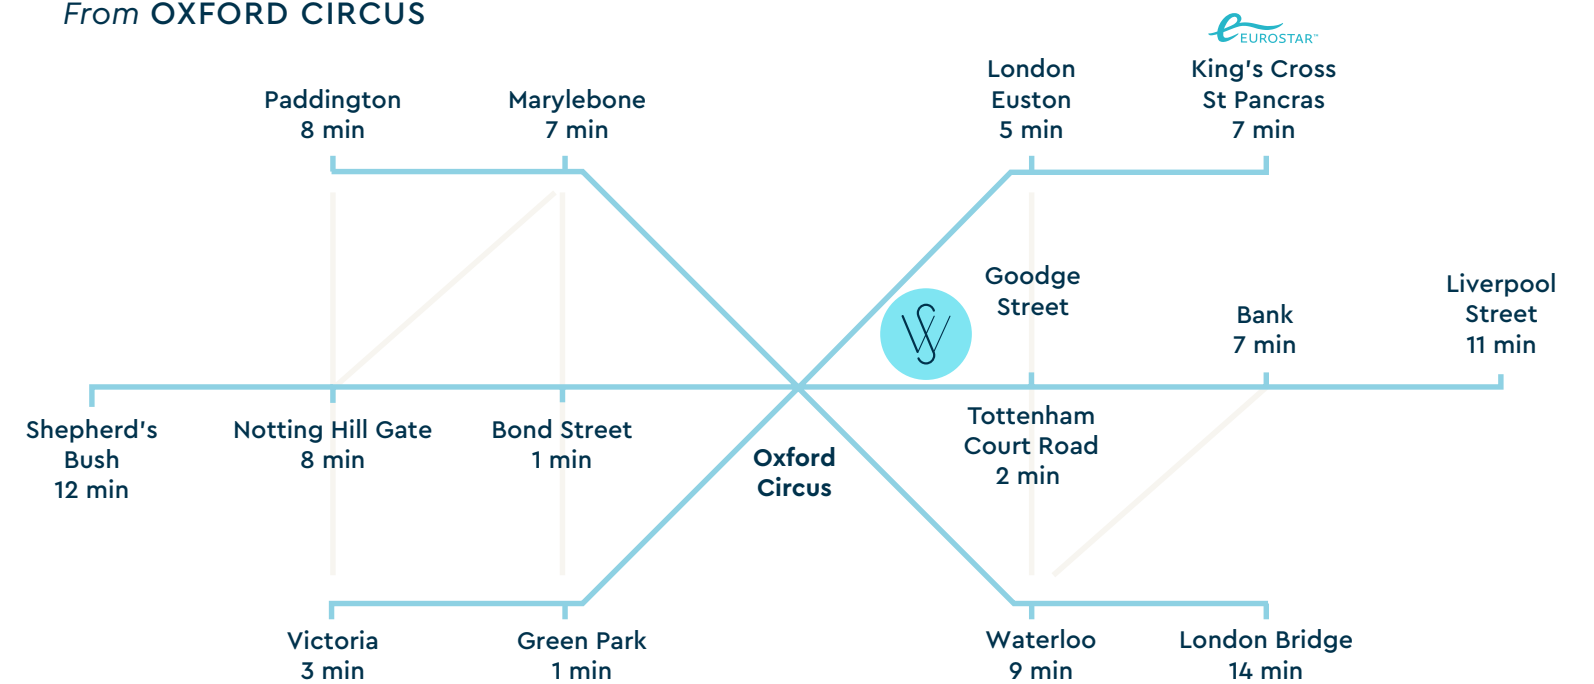 From OXFORD CIRCUS
EUROSTAR™
Paddington
8 min
Marylebone
7 min
London
Euston
5 min
King's Cross
St Pancras
7 min
Goodge
Street
Bank
7 min
Liverpool
Street
11 min
Shepherd's
Bush
12 min
Notting Hill Gate
8 min
Bond Street
1 min
Oxford
Circus
Tottenham
Court Road
2 min
Victoria
3 min
Green Park
1 min
Waterloo
9 min
London Bridge
14 min